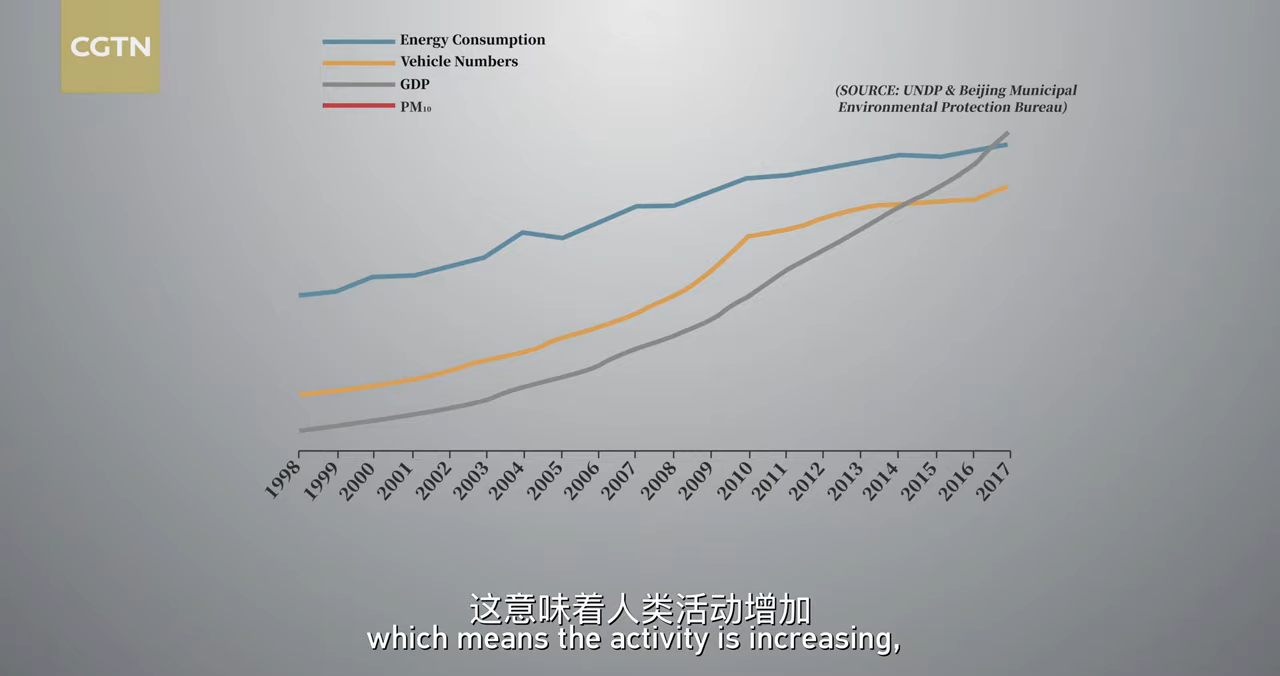 CGTN
Energy Consumption
Vehicle Numbers
GDP
PM₁₀
(SOURCE: UNDP & Beijing Municipal
Environmental Protection Bureau)
1998
1999
2000
2001
2002
2003
2004
2005
2006
2007
2008
2009
2010
2011
2012
2013
2014
2015
2016
2017
这意味着人类活动增加
which means the activity is increasing,